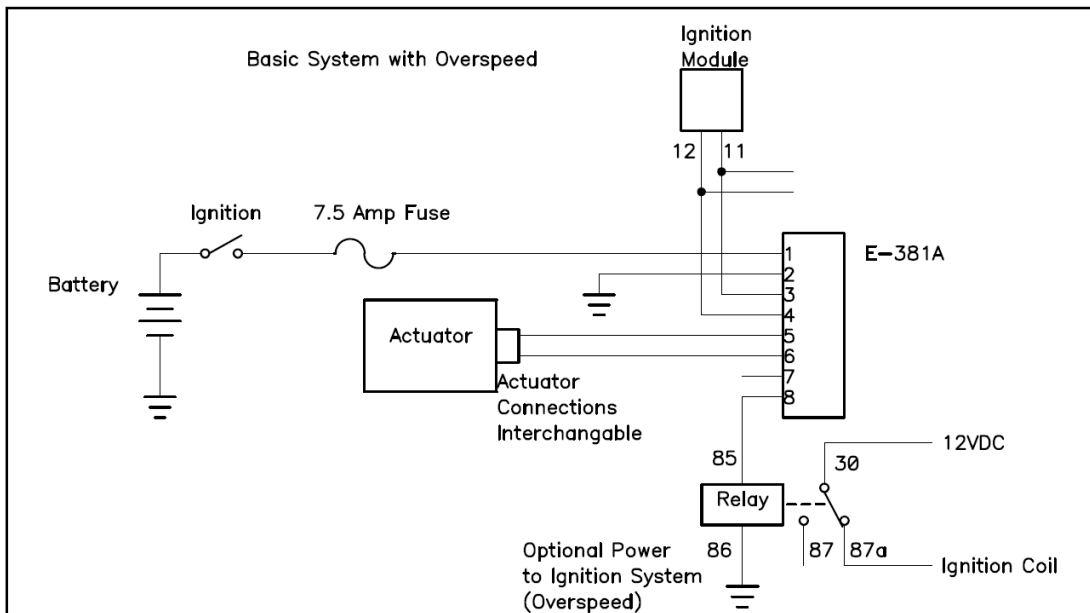 Basic System with Overspeed
Ignition
Module
12
11
Ignition
7.5 Amp Fuse
Battery
1
2
3
4
5
6
7
8
E-381A
Actuator
Actuator
Connections
Interchangable
85
30
12VDC
Relay
86
87
87a
Ignition Coil
Optional Power
to Ignition System
(Overspeed)